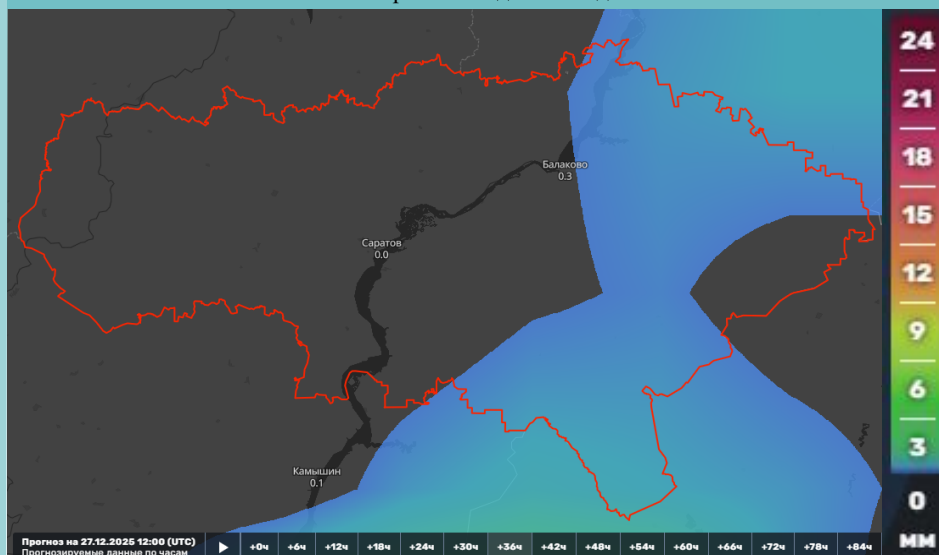 24
21
18
15
12
9
6
3
0
мм
Балаково
0.3
Саратов
0.0
Камышин
0.1
Прогноз на 27.12.2025 12:00 (UTC)
Прогнозируемые данные по часам
+0ч +6ч +12ч +18ч +24ч +30ч +36ч +42ч +48ч +54ч +60ч +66ч +72ч +78ч +84ч